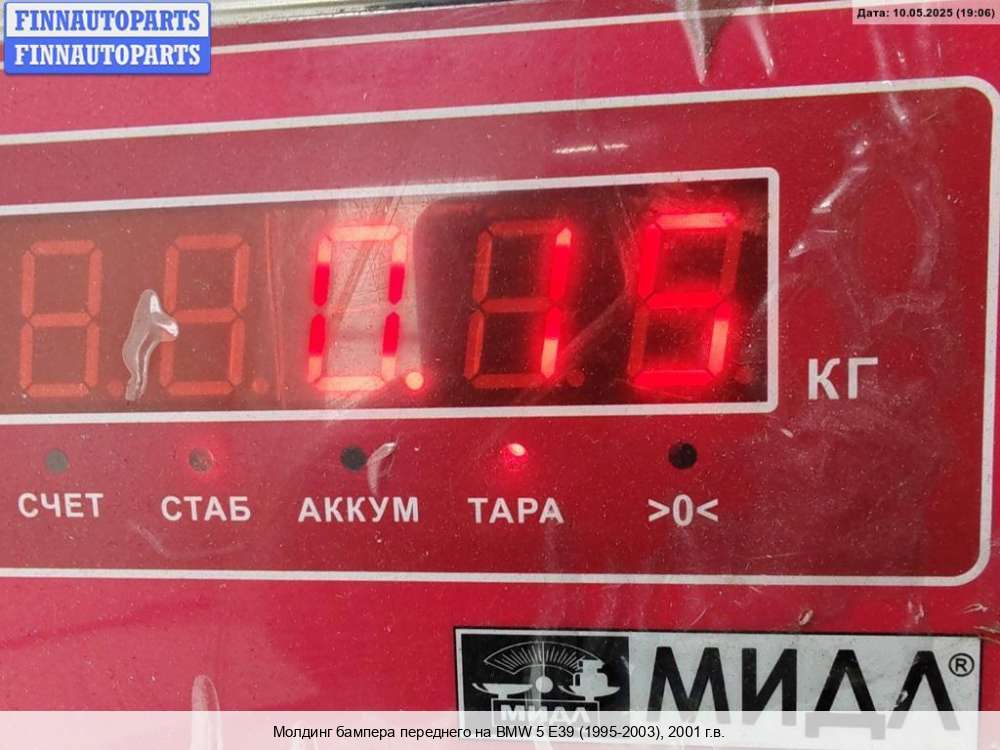 FINNAUTOPARTS
FINNAUTOPARTS
Дата: 10.05.2025 (19:06)
0.15
КГ
СЧЕТ СТАБ АККУМ ТАРА >0<
МИДЛ МИДЛ®
Молдинг бампера переднего на BMW 5 E39 (1995-2003), 2001 г.в.